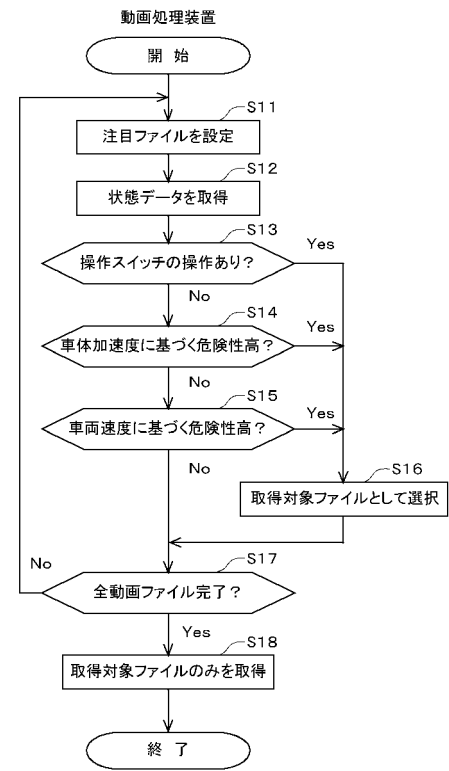 動画処理装置
開 始
S11
注目ファイルを設定
S12
状態データを取得
S13
操作スイッチの操作あり?
Yes
No
S14
車体加速度に基づく危険性高?
Yes
No
S15
車両速度に基づく危険性高?
Yes
No
S16
取得対象ファイルとして選択
S17
No
全動画ファイル完了?
Yes
S18
取得対象ファイルのみを取得
終 了